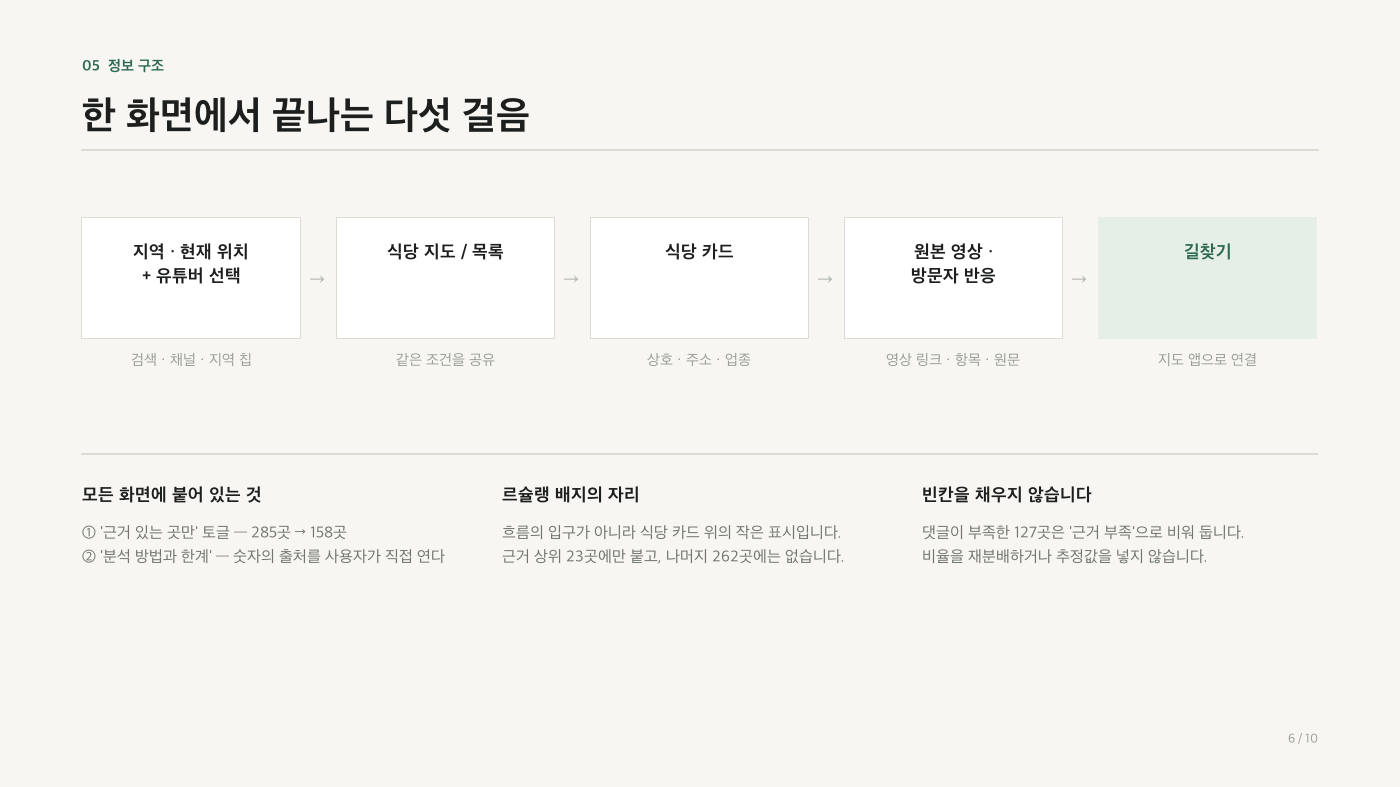 05 정보 구조
한 화면에서 끝나는 다섯 걸음
지역 · 현재 위치
+ 유튜버 선택
→
식당 지도 / 목록
→
식당 카드
→
원본 영상 ·
방문자 반응
→
길찾기
검색 · 채널 · 지역 칩
같은 조건을 공유
상호 · 주소 · 업종
영상 링크 · 항목 · 원문
지도 앱으로 연결
모든 화면에 붙어 있는 것
① '근거 있는 곳만' 토글 — 285곳 → 158곳
② '분석 방법과 한계' — 숫자의 출처를 사용자가 직접 연다
르슐랭 배지의 자리
흐름의 입구가 아니라 식당 카드 위의 작은 표시입니다.
근거 상위 23곳에만 붙고, 나머지 262곳에는 없습니다.
빈칸을 채우지 않습니다
댓글이 부족한 127곳은 '근거 부족'으로 비워 둡니다.
비율을 재분배하거나 추정값을 넣지 않습니다.
6 / 10